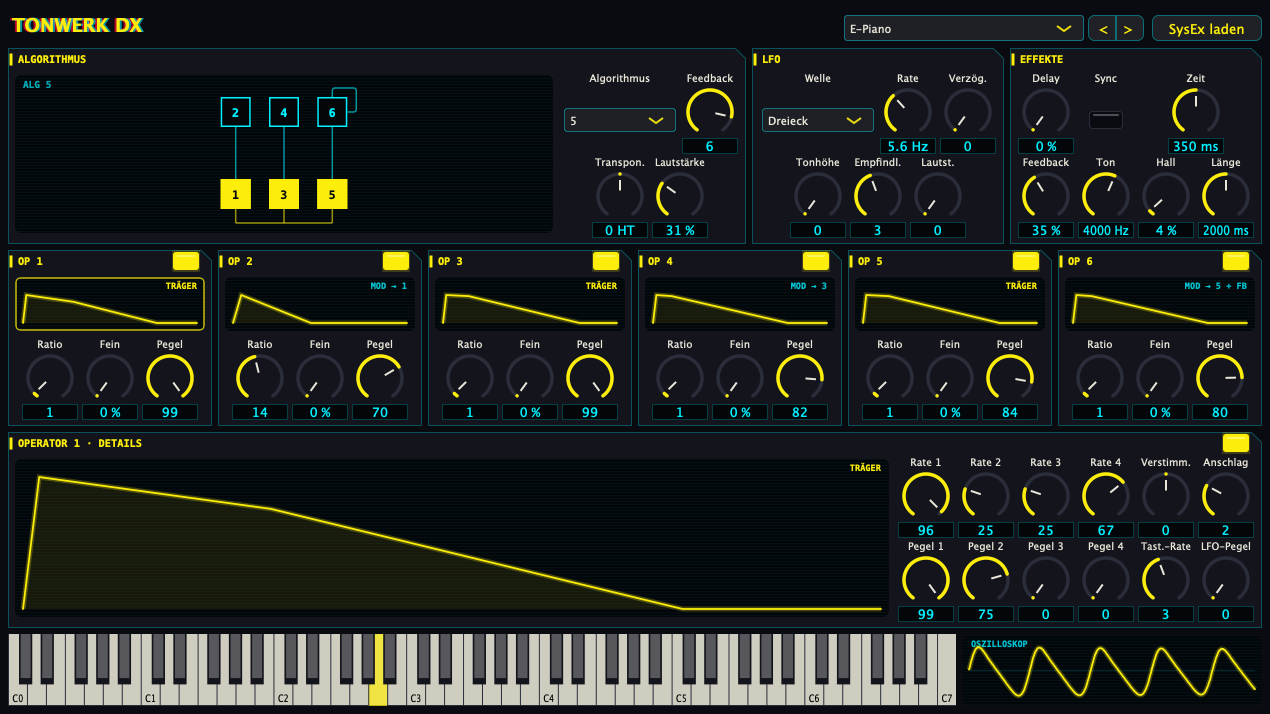 TONWERK DX
E-Piano
< >
SysEx laden
ALGORITHMUS
ALG 5
2 4 6
1 3 5
Algorithmus Feedback
5
6
Transpon. Lautstärke
0 HT 31 %
LFO
Welle Rate Verzög.
Dreieck
5.6 Hz 0
Tonhöhe Empfindl. Lautst.
0 3 0
EFFEKTE
Delay Sync Zeit
0 % 350 ms
Feedback Ton Hall Länge
35 % 4000 Hz 4 % 2000 ms
OP 1
TRÄGER
Ratio Fein Pegel
1 0 % 99
OP 2
MOD → 1
Ratio Fein Pegel
14 0 % 70
OP 3
TRÄGER
Ratio Fein Pegel
1 0 % 99
OP 4
MOD → 3
Ratio Fein Pegel
1 0 % 82
OP 5
TRÄGER
Ratio Fein Pegel
1 0 % 84
OP 6
MOD → 5 + FB
Ratio Fein Pegel
1 0 % 80
OPERATOR 1 · DETAILS
TRÄGER
Rate 1 Rate 2 Rate 3 Rate 4 Verstimm. Anschlag
96 25 25 67 0 2
Pegel 1 Pegel 2 Pegel 3 Pegel 4 Tast.-Rate LFO-Pegel
99 75 0 0 3 0
C0 C1 C2 C3 C4 C5 C6 C7
OSZILLOSKOP